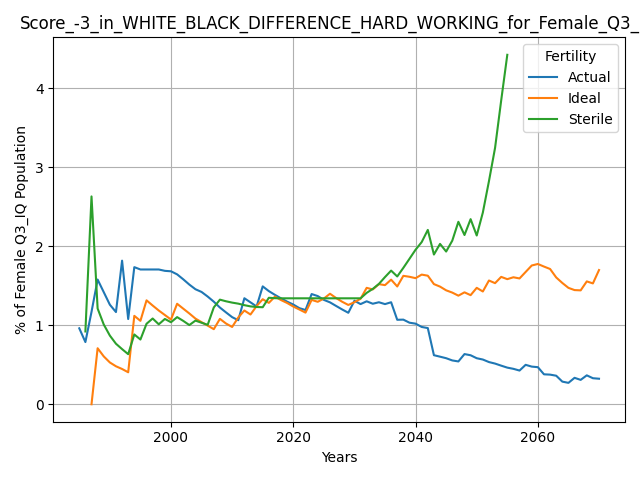 Score_-3_in_WHITE_BLACK_DIFFERENCE_HARD_WORKING_for_Female_Q3_
Fertility
Actual
Ideal
Sterile
% of Female Q3_IQ Population
4
3
2
1
0
2000
2020
2040
2060
Years